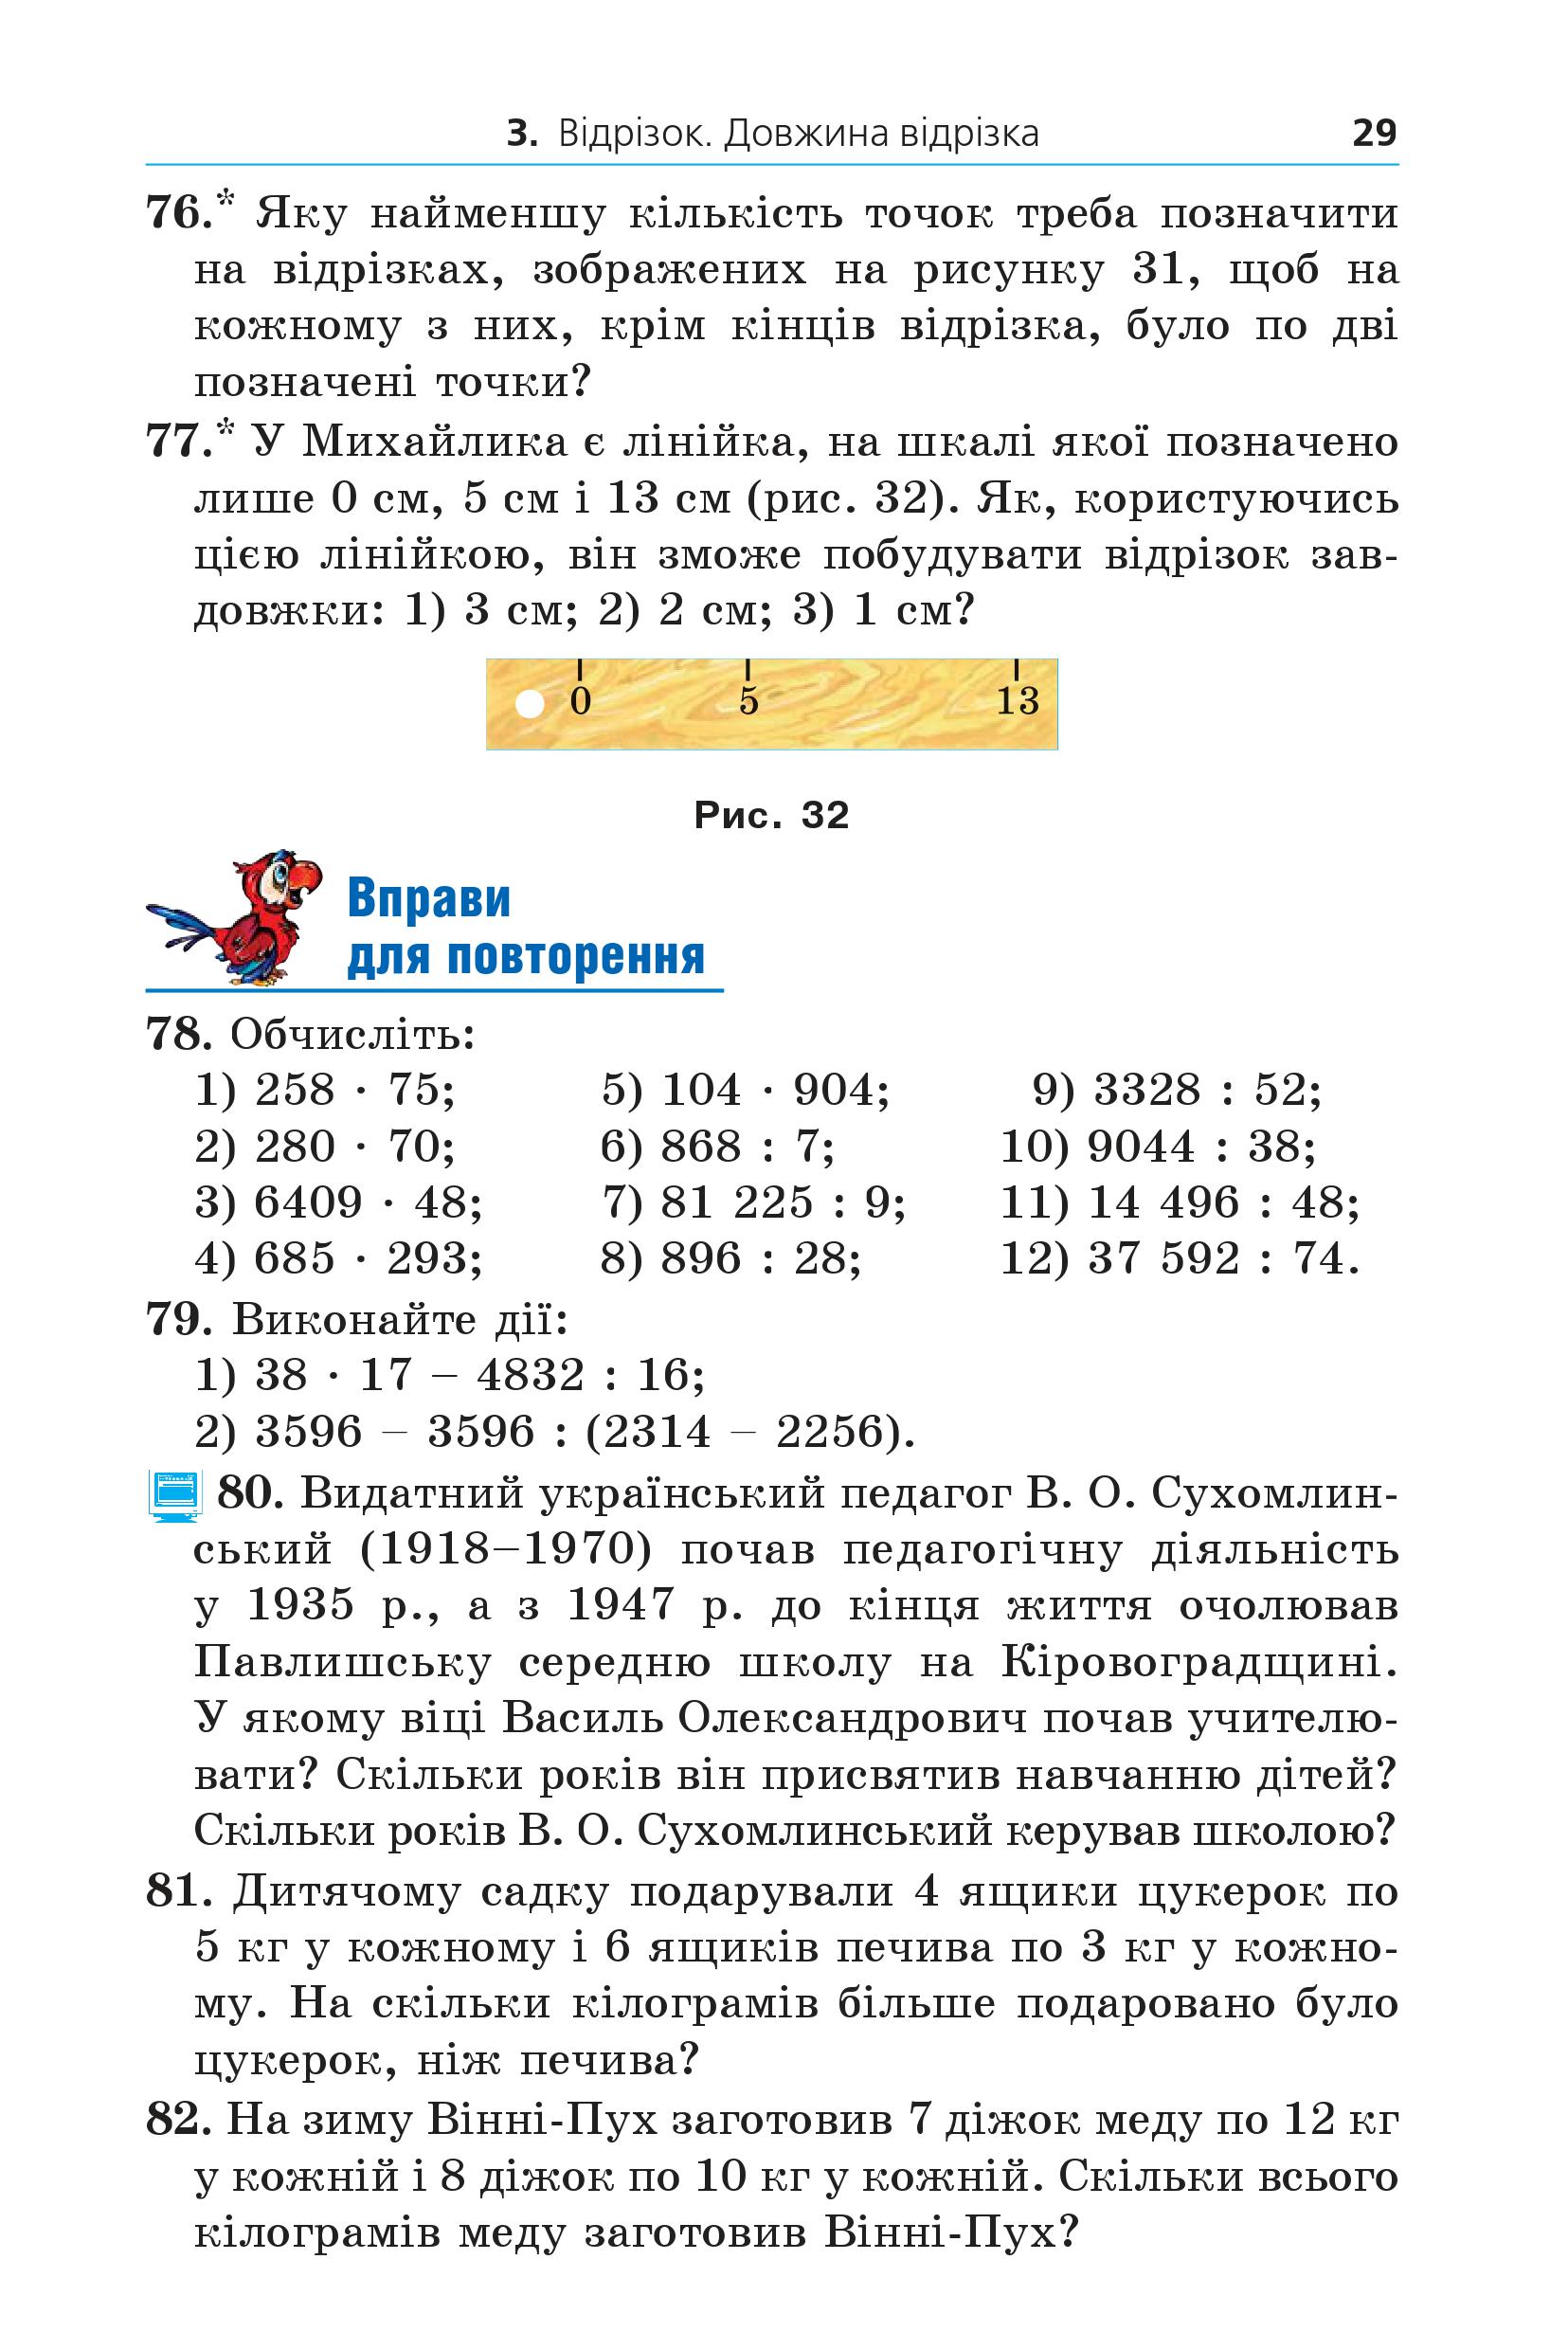 3. Відрізок. Довжина відрізка 29
76.* Яку найменшу кількість точок треба позначити
на відрізках, зображених на рисунку 31, щоб на
кожному з них, крім кінців відрізка, було по дві
позначені точки?
77.* У Михайлика є лінійка, на шкалі якої позначено
лише 0 см, 5 см і 13 см (рис. 32). Як, користуючись
цією лінійкою, він зможе побудувати відрізок зав-
довжки: 1) 3 см; 2) 2 см; 3) 1 см?
0 5 13
Рис. 32
Вправи
для повторення
78. Обчисліть:
1) 258 · 75; 5) 104 · 904; 9) 3328 : 52;
2) 280 · 70; 6) 868 : 7; 10) 9044 : 38;
3) 6409 · 48; 7) 81 225 : 9; 11) 14 496 : 48;
4) 685 · 293; 8) 896 : 28; 12) 37 592 : 74.
79. Виконайте дії:
1) 38 · 17 – 4832 : 16;
2) 3596 – 3596 : (2314 – 2256).
80. Видатний український педагог В. О. Сухомлин-
ський (1918–1970) почав педагогічну діяльність
у 1935 р., а з 1947 р. до кінця життя очолював
Павлишську середню школу на Кіровоградщині.
У якому віці Василь Олександрович почав учителю-
вати? Скільки років він присвятив навчанню дітей?
Скільки років В. О. Сухомлинський керував школою?
81. Дитячому садку подарували 4 ящики цукерок по
5 кг у кожному і 6 ящиків печива по 3 кг у кожно-
му. На скільки кілограмів більше подаровано було
цукерок, ніж печива?
82. На зиму Вінні-Пух заготовив 7 діжок меду по 12 кг
у кожній і 8 діжок по 10 кг у кожній. Скільки всього
кілограмів меду заготовив Вінні-Пух?